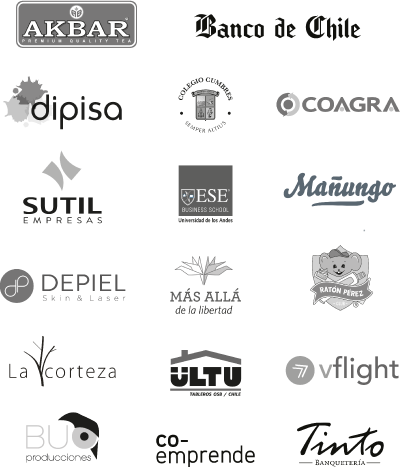 AKBAR
PREMIUM QUALITY TEA
Banco de Chile
dipisa
COLEGIO CUMBRES
SEMPER ALTIUS
COAGRA
SUTIL
EMPRESAS
ESE
BUSINESS SCHOOL
Universidad de los Andes
Mañungo
DEPIEL
Skin & Laser
MÁS ALLÁ
de la libertad
RATÓN PÉREZ
La corteza
ULTU
TABLEROS OSB / CHILE
vflight
BUO
producciones
co-
emprende
Tinto
BANQUETERÍA